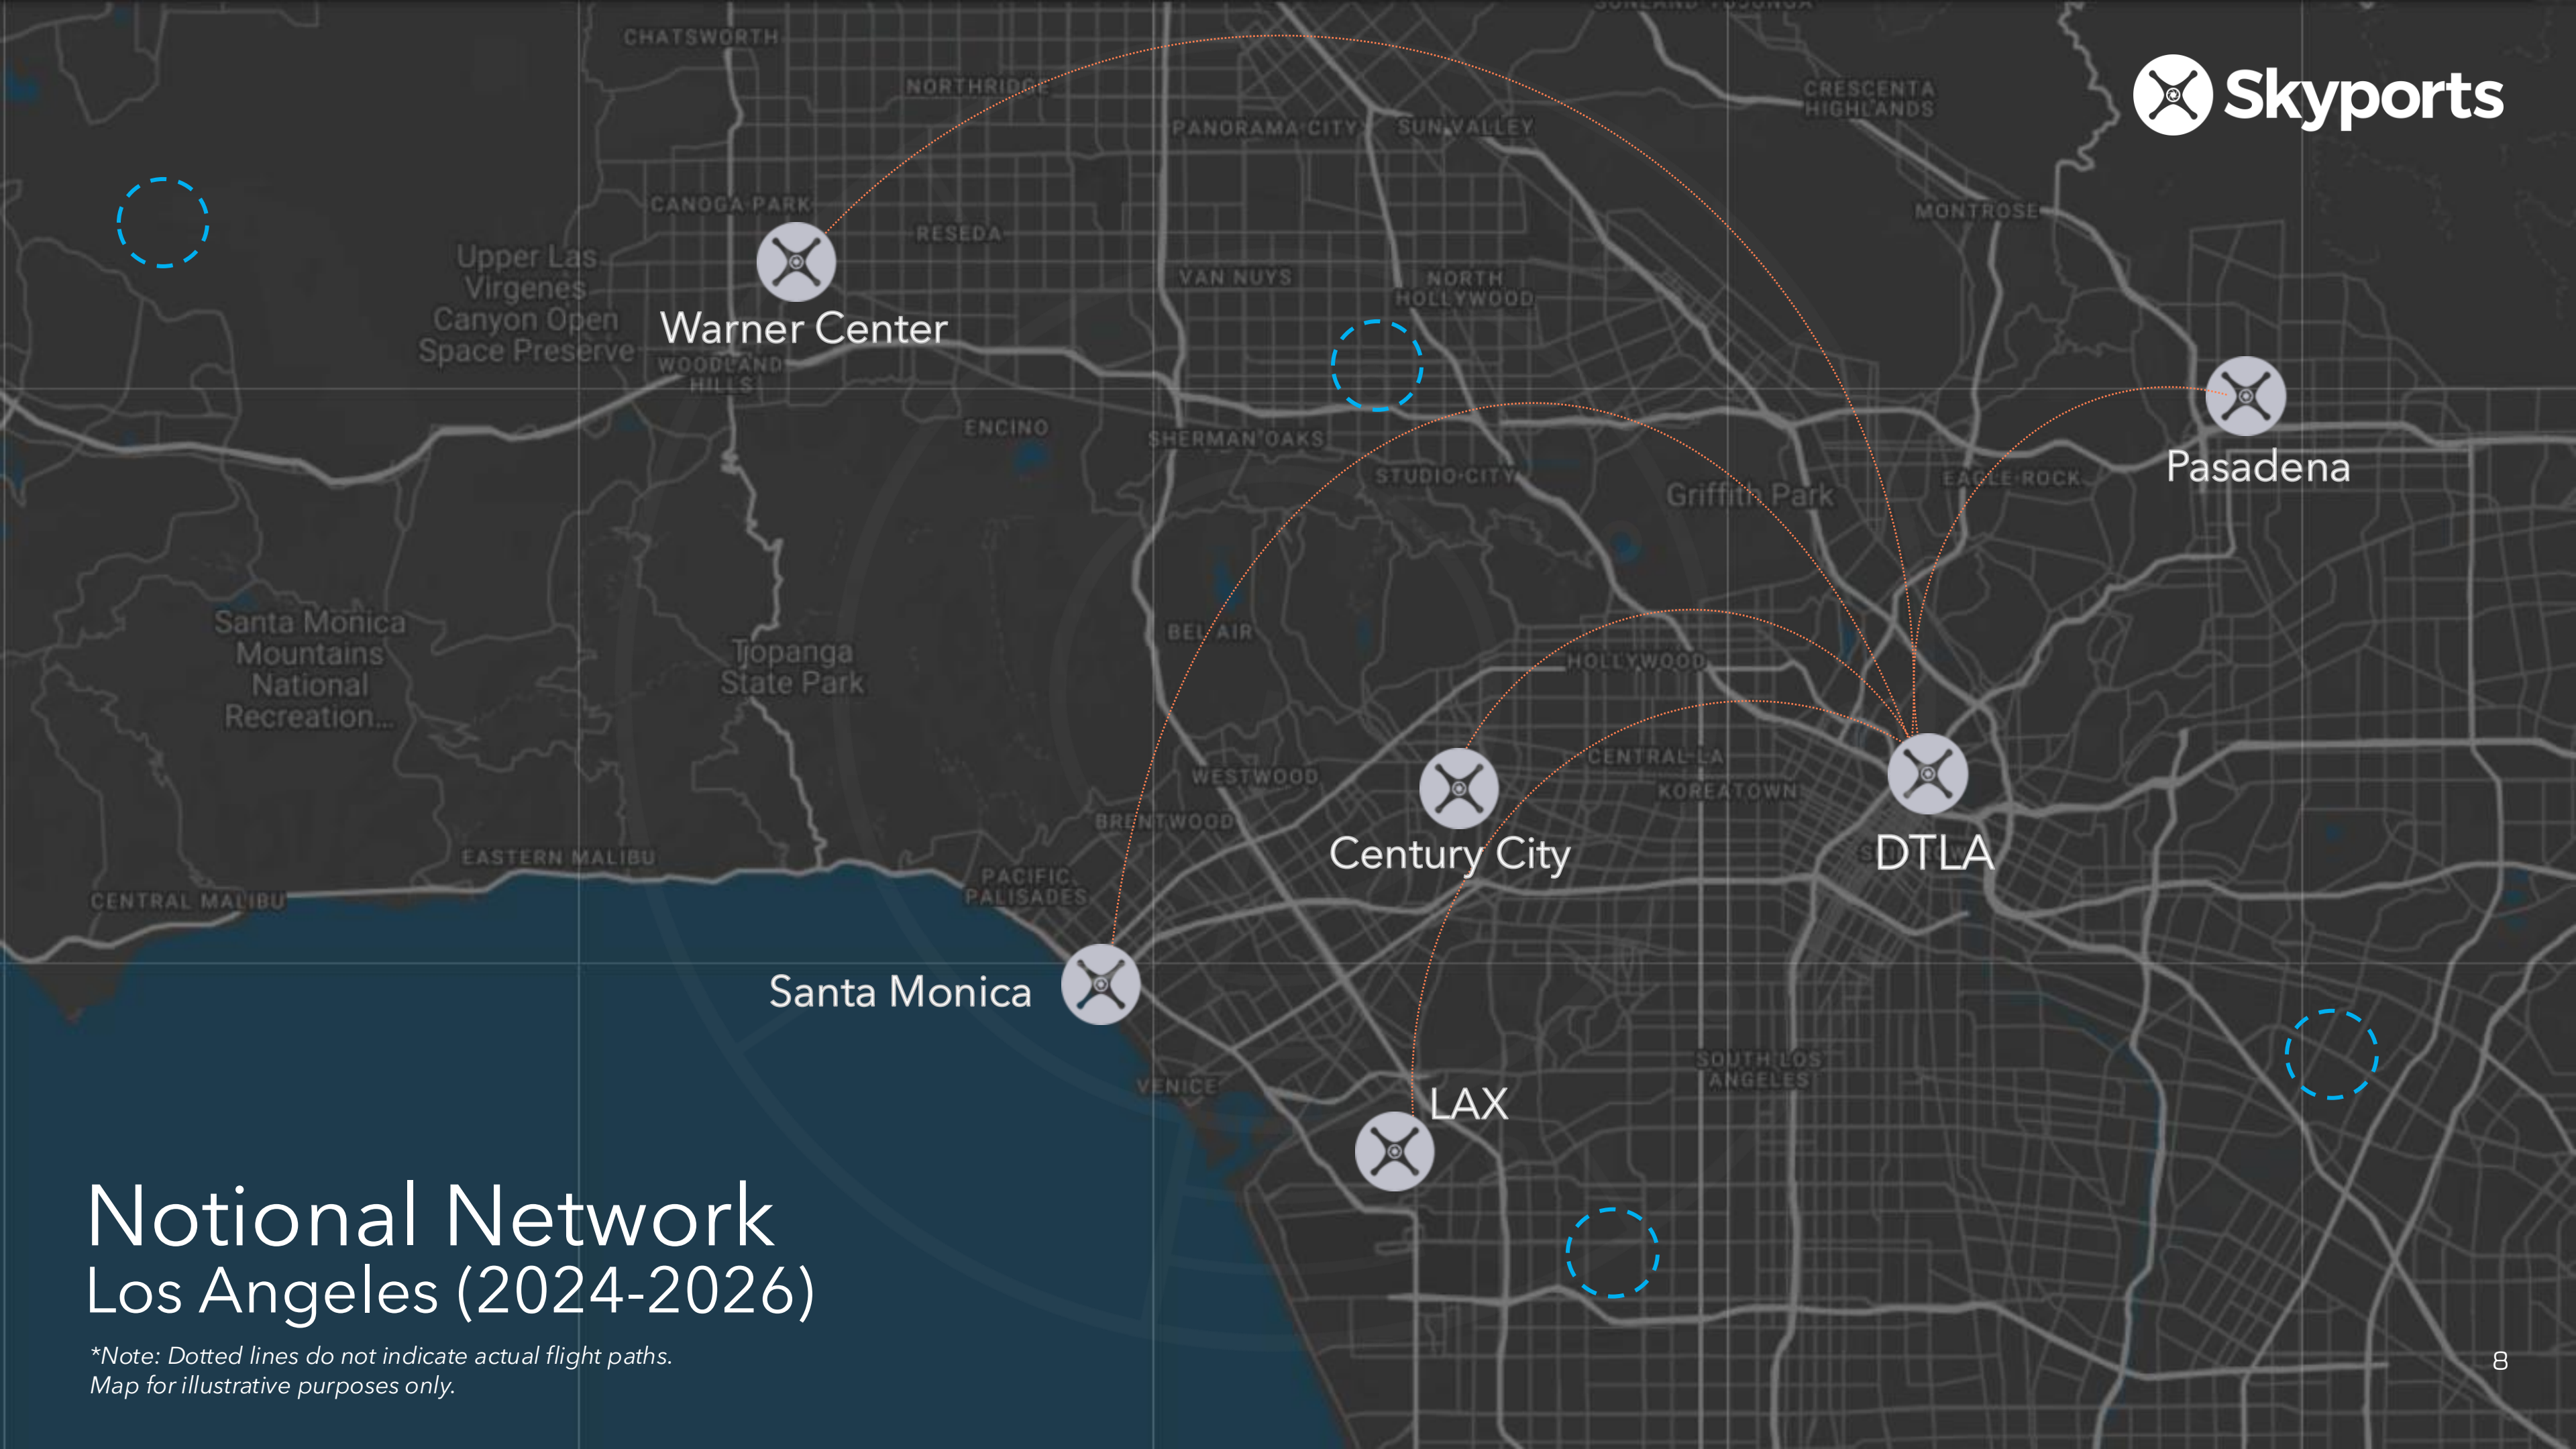 CHATSWORTH
NORTHRIDGE
PANORAMA CITY
SUN VALLEY
CRESCENTA
HIGHLANDS
Skyports
CANOGA PARK
RESEDA
MONTROSE
Upper Las
Virgenes
Canyon Open
Space Preserve
VAN NUYS
NORTH
HOLLYWOOD
Warner Center
WOODLAND
HILLS
ENCINO
SHERMAN OAKS
STUDIO CITY
Griffith Park
EAGLE ROCK
Pasadena
Santa Monica
Mountains
National
Recreation...
Topanga
State Park
BEL AIR
HOLLYWOOD
WESTWOOD
CENTRAL LA
KOREATOWN
BRENTWOOD
Century City
DTLA
EASTERN MALIBU
CENTRAL MALIBU
PACIFIC
PALISADES
Santa Monica
VENICE
LAX
SOUTH LOS
ANGELES
Notional Network
Los Angeles (2024-2026)
*Note: Dotted lines do not indicate actual flight paths.
Map for illustrative purposes only.
8